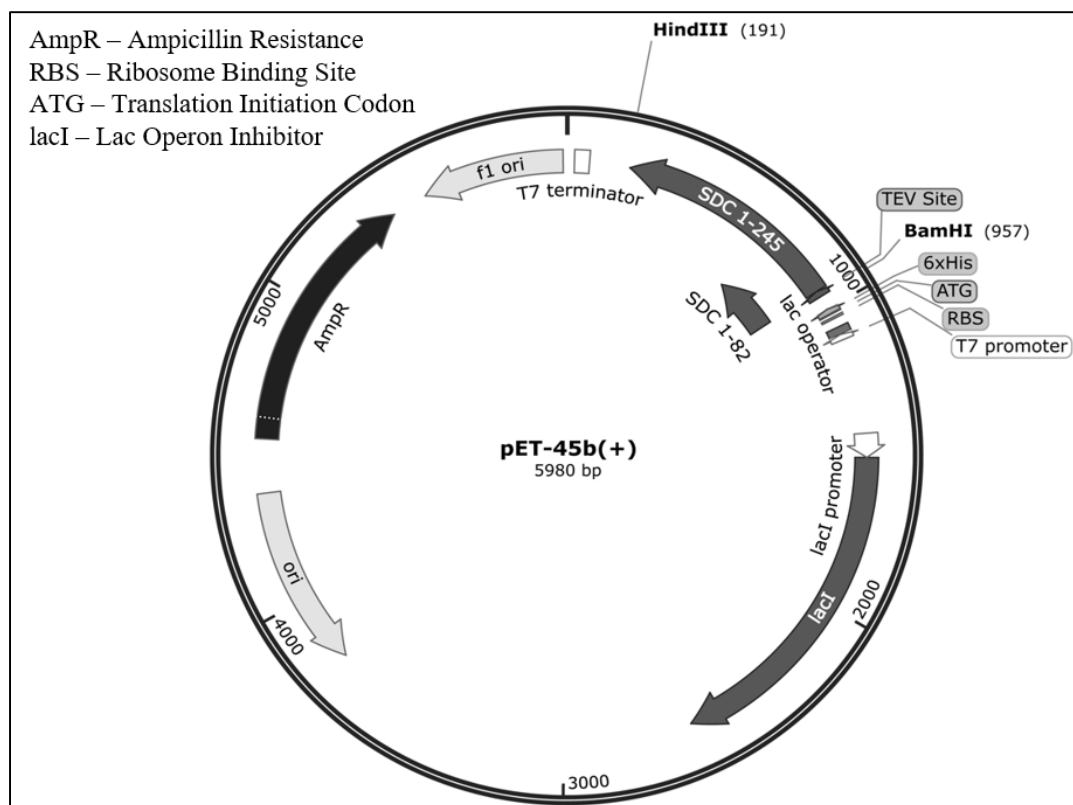 AmpR – Ampicillin Resistance
RBS – Ribosome Binding Site
ATG – Translation Initiation Codon
lacI – Lac Operon Inhibitor
HindIII (191)
f1 ori
T7 terminator
SDC 1-245
TEV Site
BamHI (957)
1000
6xHis
ATG
RBS
T7 promoter
lac operator
SDC 1-82
5000
AmpR
pET-45b(+)
5980 bp
lacI promoter
lacI
2000
ori
4000
3000